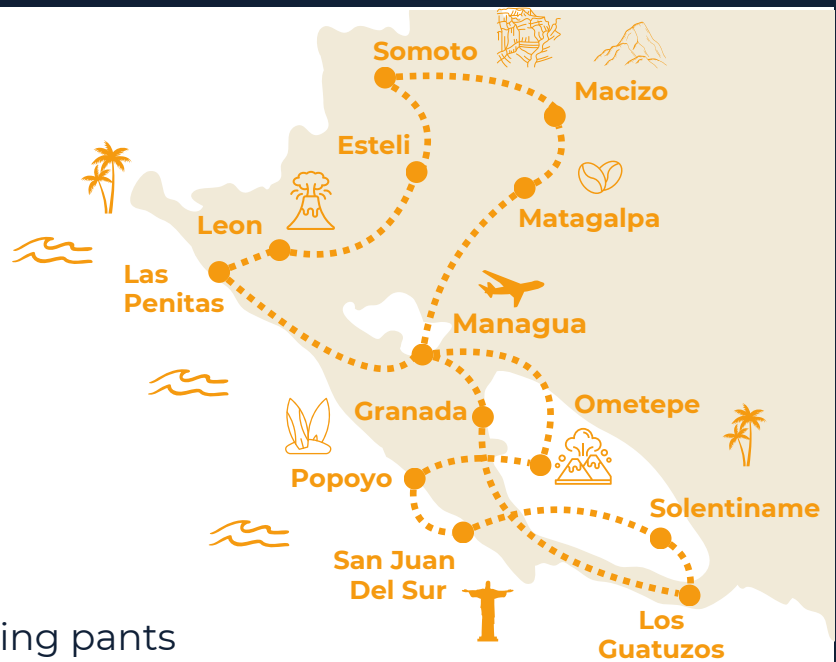 Somoto
Macizo
Esteli
Matagalpa
Leon
Las
Penitas
Managua
Granada
Ometepe
Popoyo
Solentiname
San Juan
Del Sur
Los
Guatuzos
ing pants